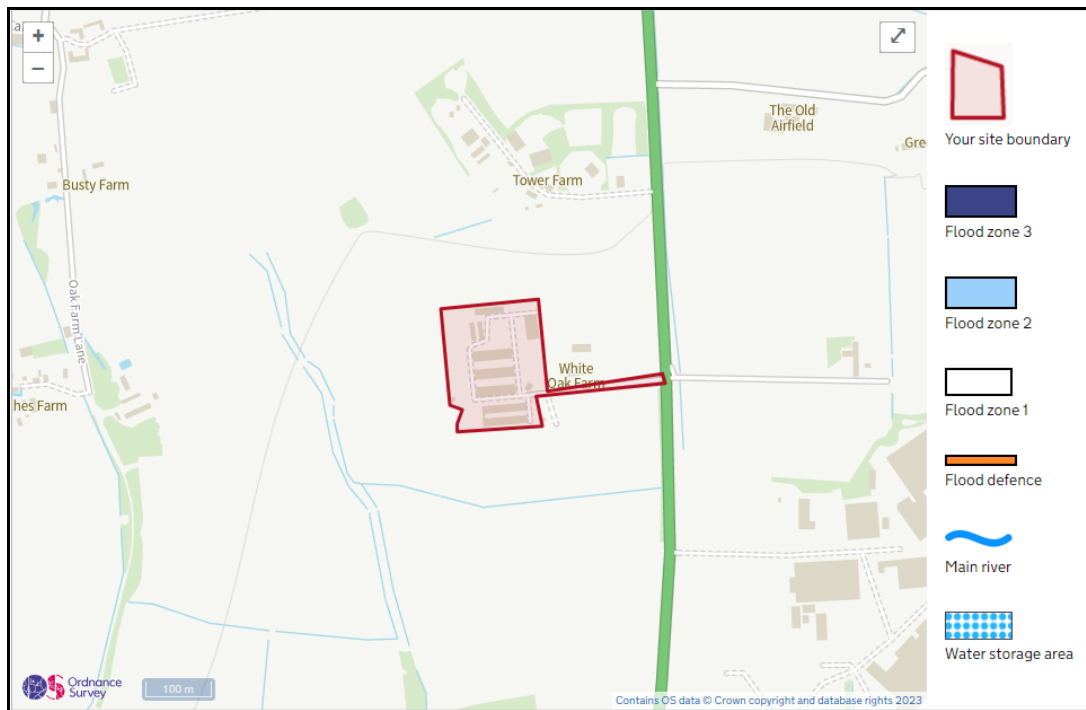 +
−
Busty Farm
Oak Farm Lane
hes Farm
Tower Farm
The Old
Airfield
Gre
White
Oak Farm
Ordnance
Survey
100 m
Contains OS data © Crown copyright and database rights 2023
Your site boundary
Flood zone 3
Flood zone 2
Flood zone 1
Flood defence
Main river
Water storage area